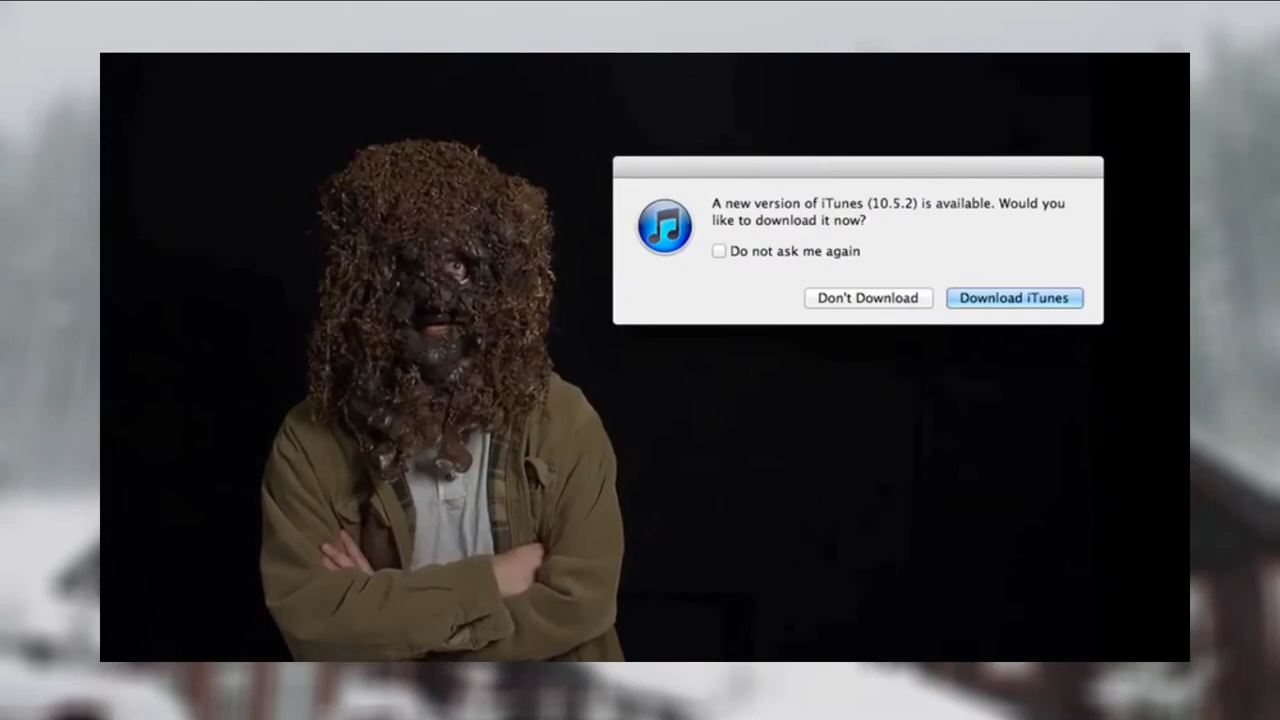 A new version of iTunes (10.5.2) is available. Would you
like to download it now?
Do not ask me again
Don't Download
Download iTunes